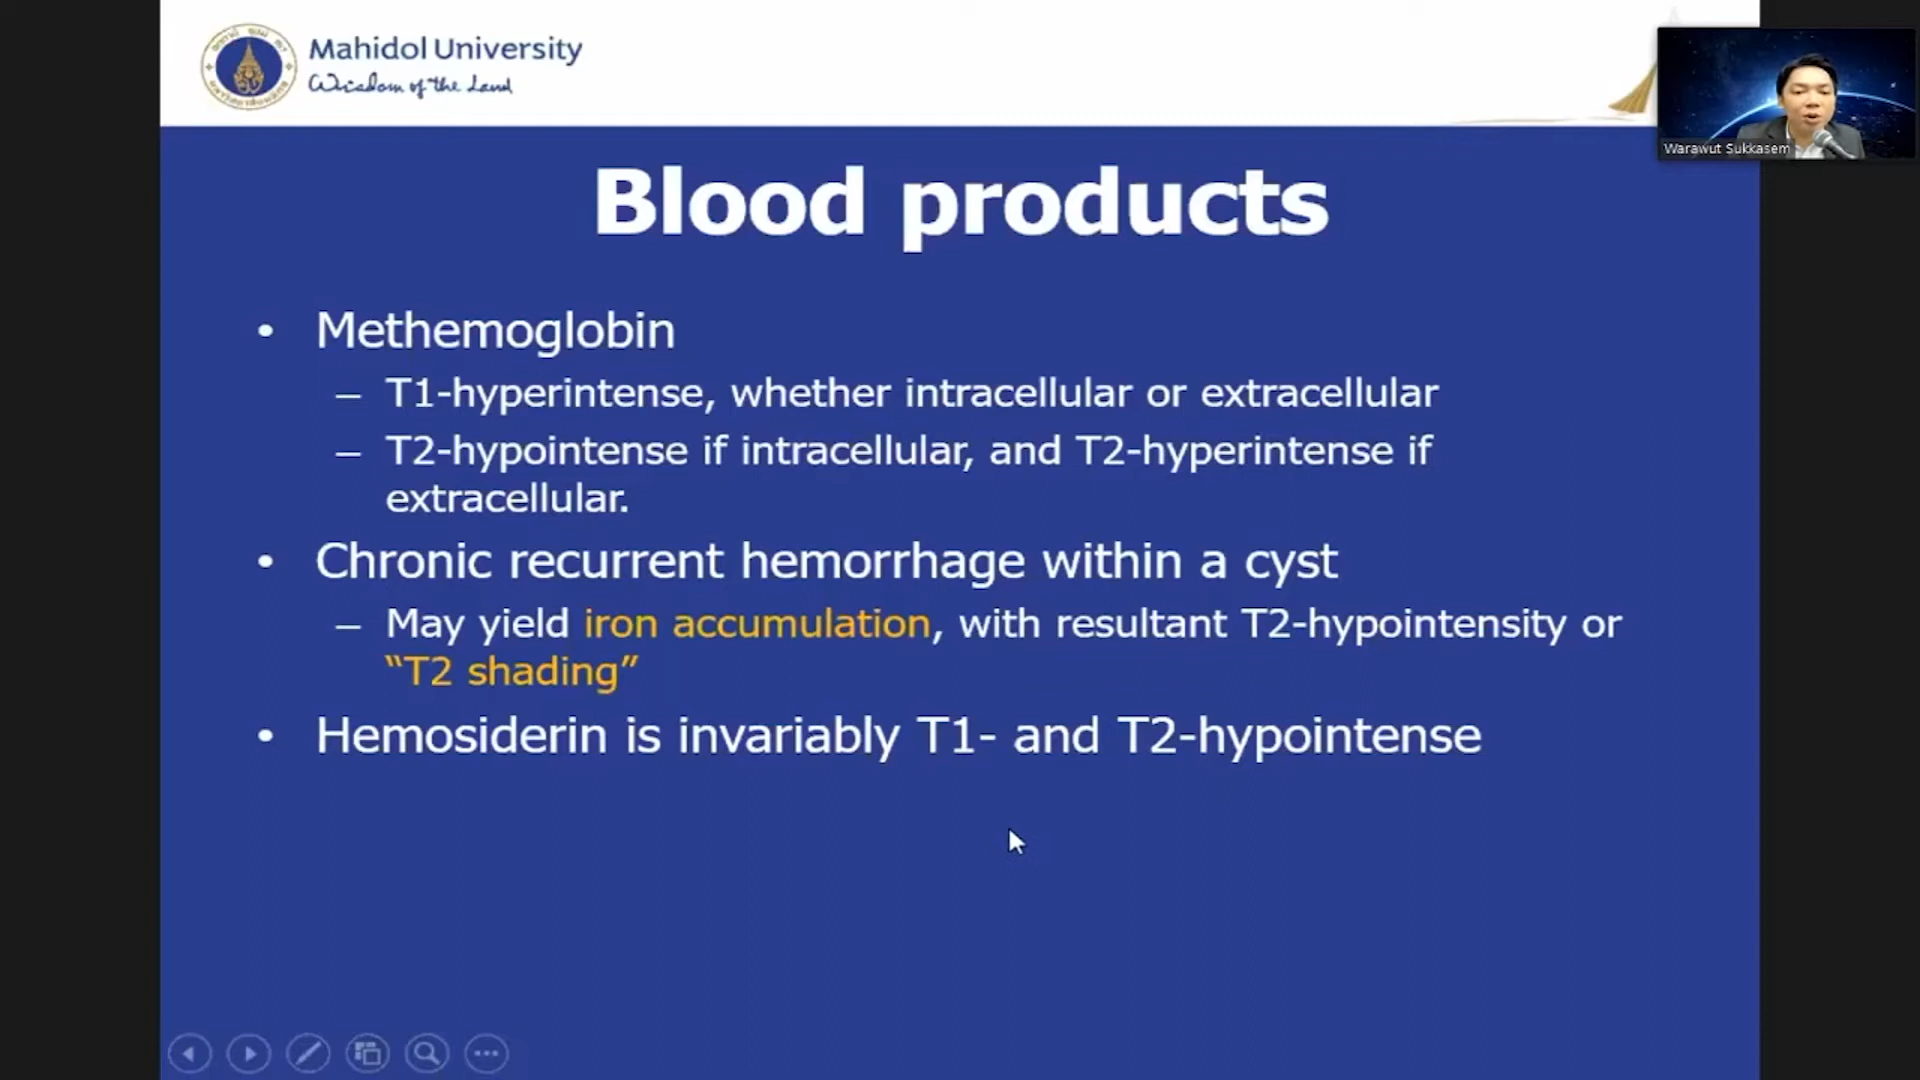 Mahidol University
Wisdom of the Land
Warawut Sukkasem
Blood products
• Methemoglobin
– T1-hyperintense, whether intracellular or extracellular
– T2-hypointense if intracellular, and T2-hyperintense if
extracellular.
• Chronic recurrent hemorrhage within a cyst
– May yield iron accumulation, with resultant T2-hypointensity or
“T2 shading”
• Hemosiderin is invariably T1- and T2-hypointense